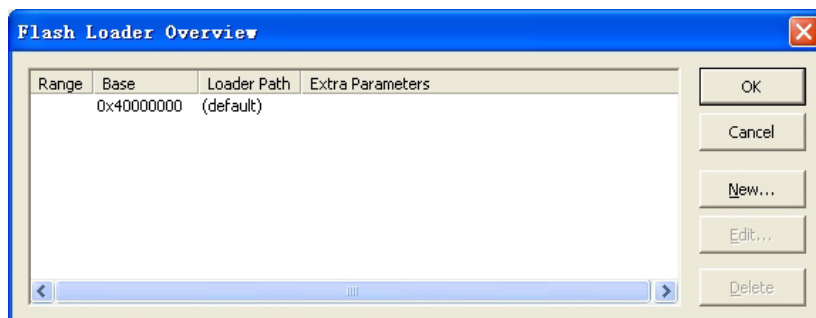 Flash Loader Overview
Range Base Loader Path Extra Parameters
0x40000000 (default)
OK
Cancel
New...
Edit...
Delete